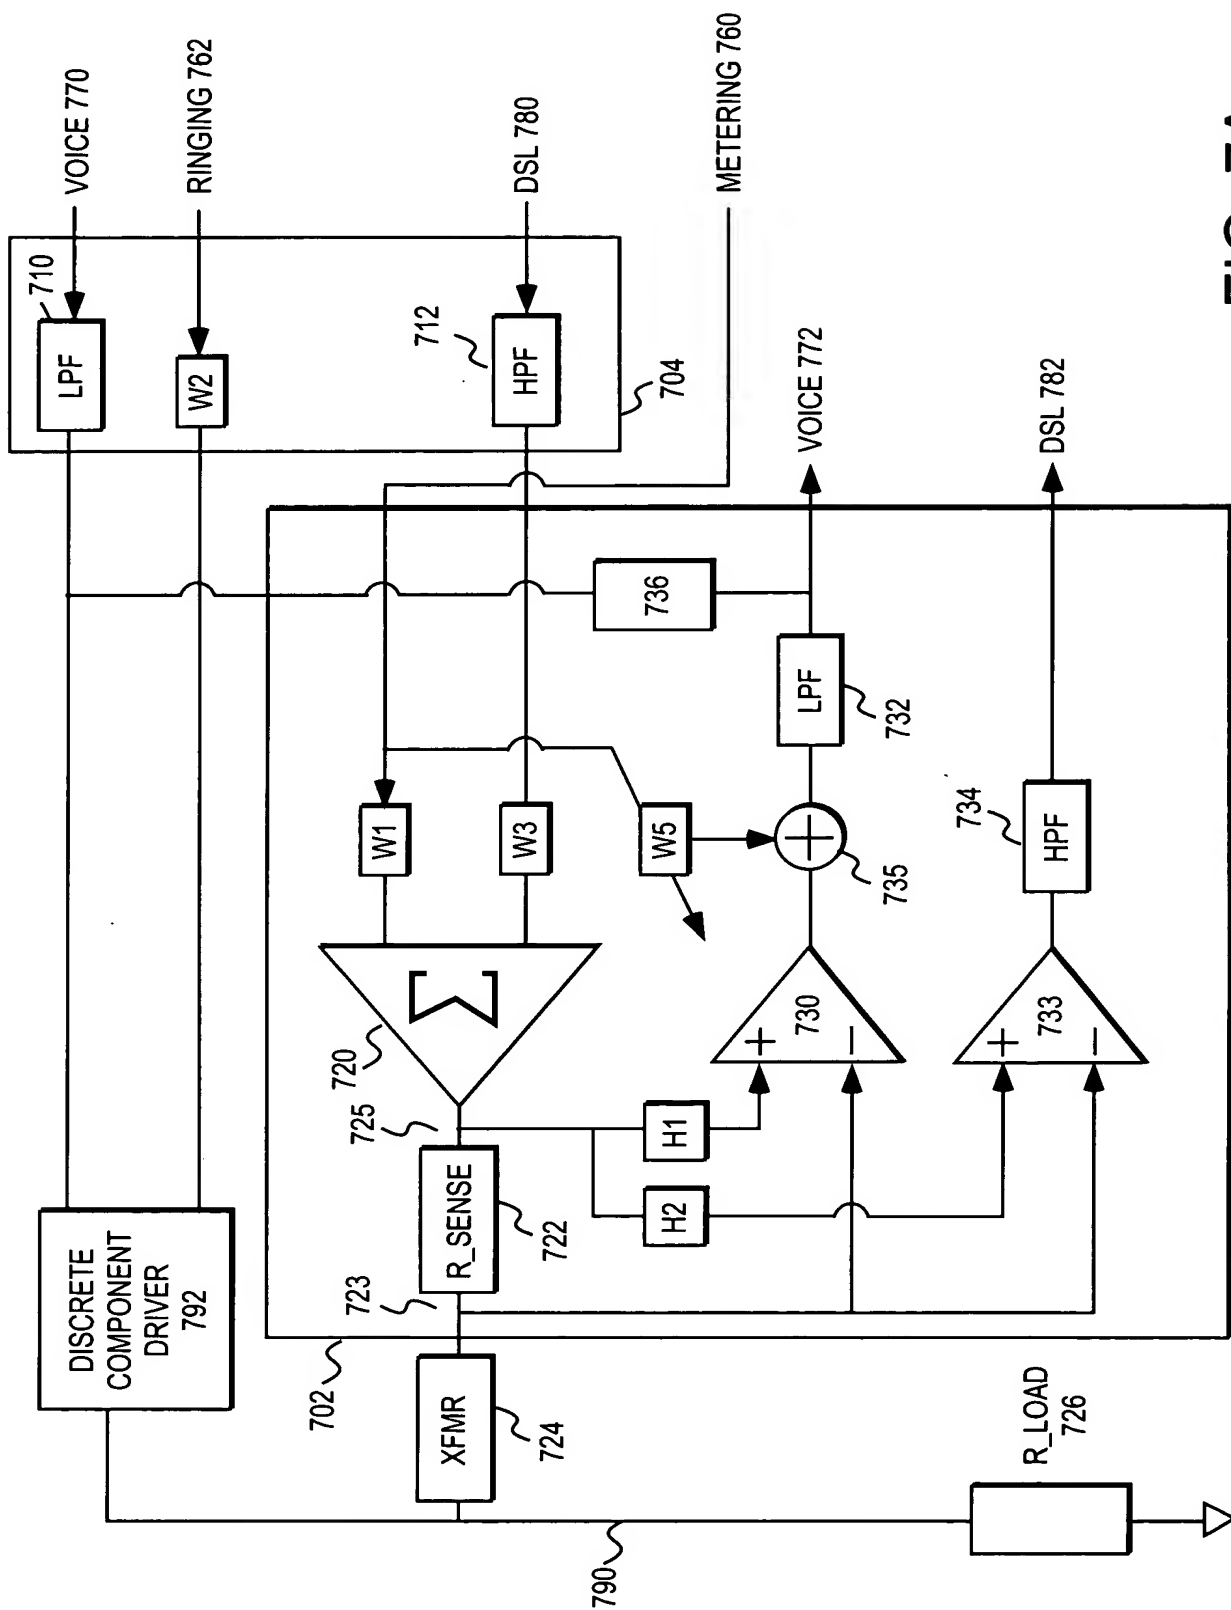 DISCRETE
COMPONENT
DRIVER
792
LPF
710
VOICE 770
W2
RINGING 762
HPF
712
DSL 780
704
METERING 760
702
XFMR
724
723
R_SENSE
722
725
720
Σ
W1
W3
W5
736
H1
H2
+
730
−
+
735
LPF
732
VOICE 772
+
733
−
HPF
734
DSL 782
790
R_LOAD
726
FIG. 7A